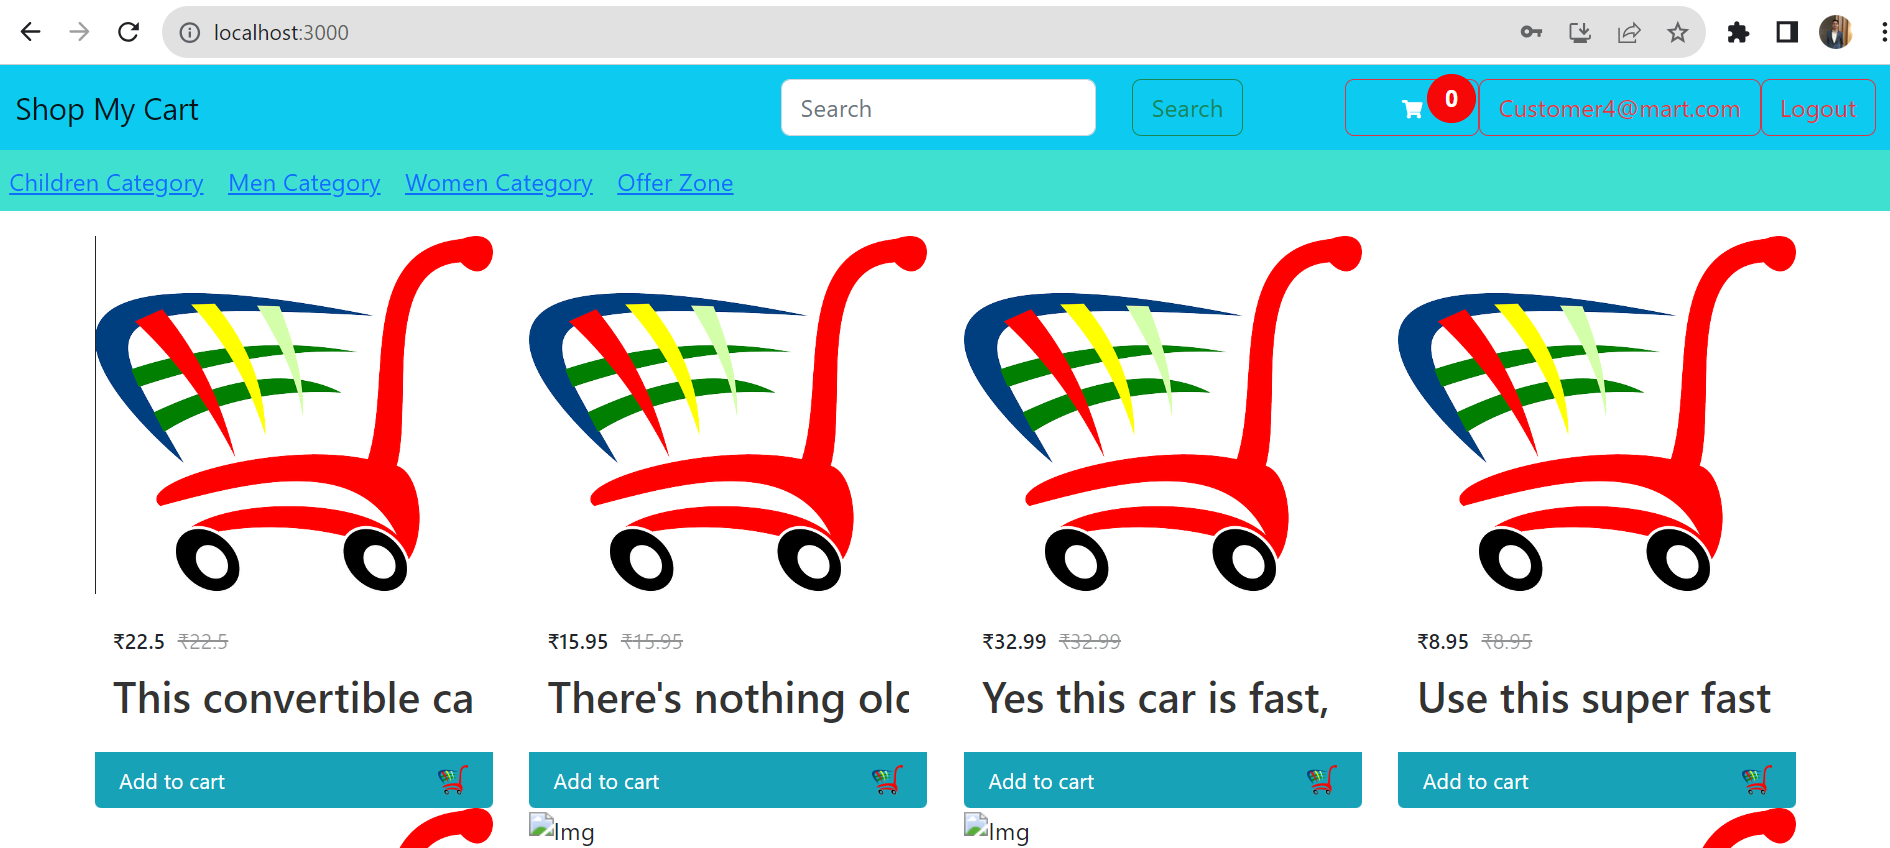 localhost:3000
Shop My Cart
Search
Search
0
Customer4@mart.com
Logout
Children Category
Men Category
Women Category
Offer Zone
₹22.5 ₹22.5
₹15.95 ₹15.95
₹32.99 ₹32.99
₹8.95 ₹8.95
This convertible ca
There's nothing old
Yes this car is fast,
Use this super fast
Add to cart
Add to cart
Add to cart
Add to cart
Img
Img